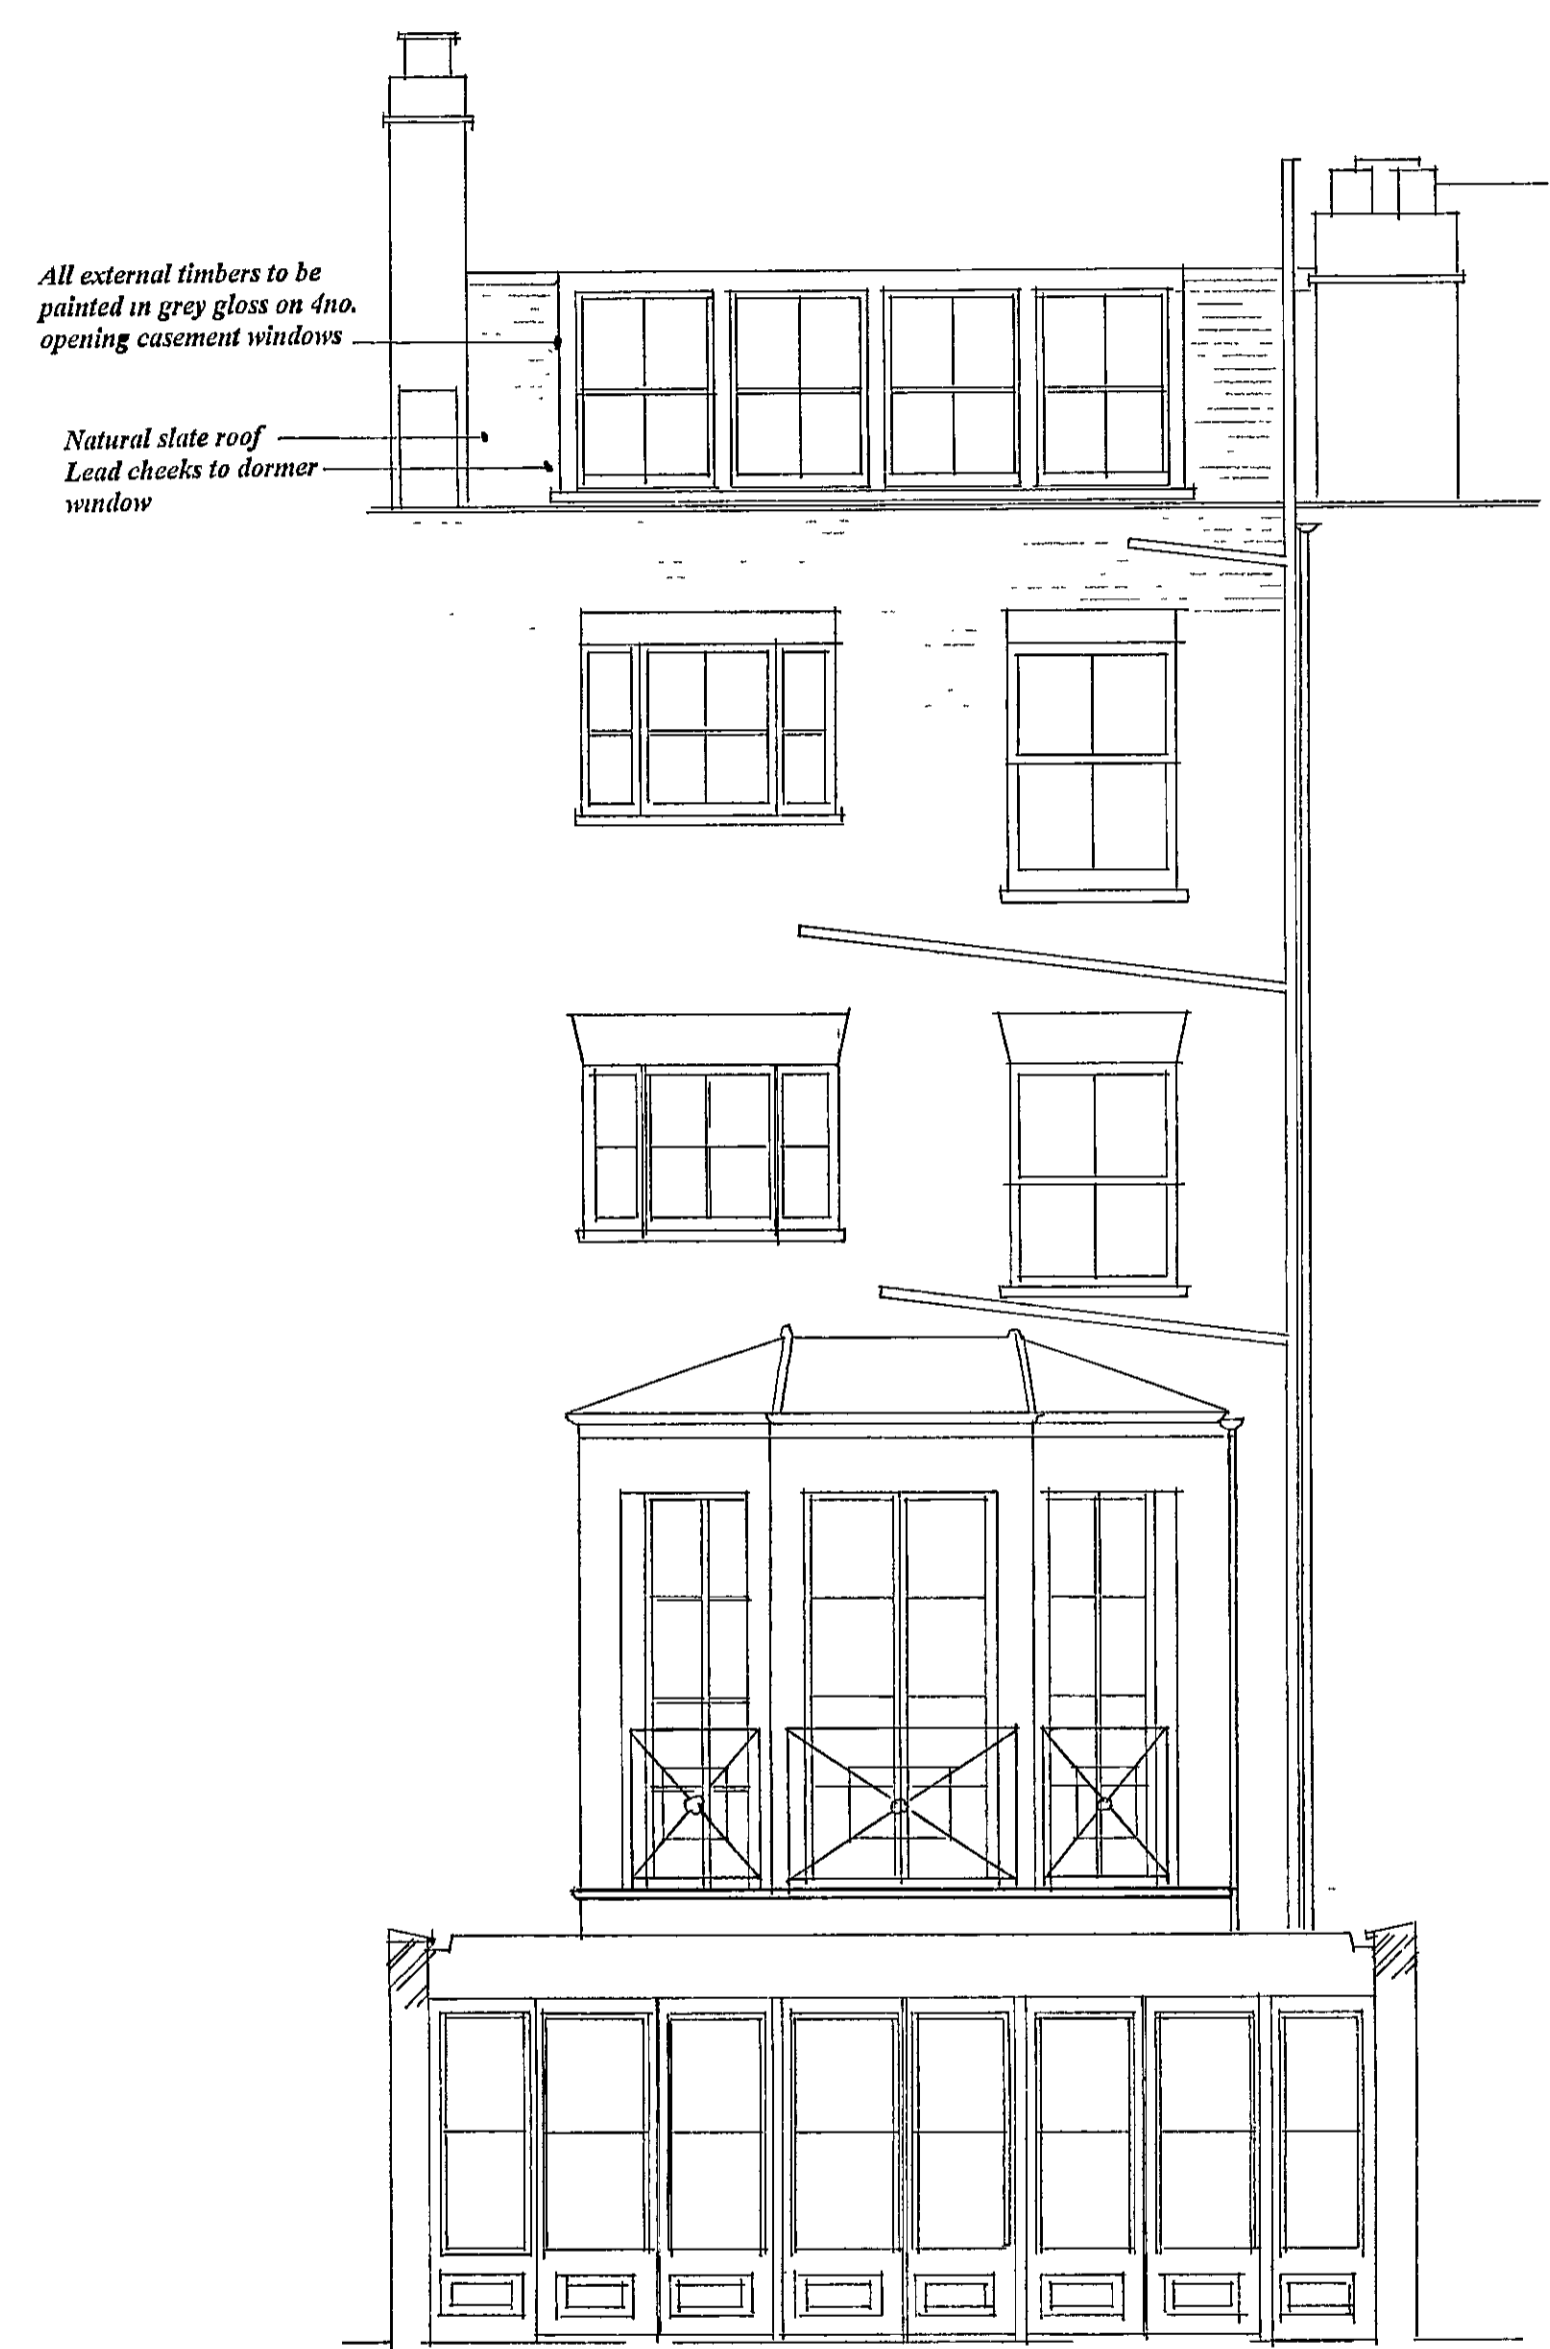 All external timbers to be
painted in grey gloss on 4no.
opening casement windows
Natural slate roof
Lead cheeks to dormer
window